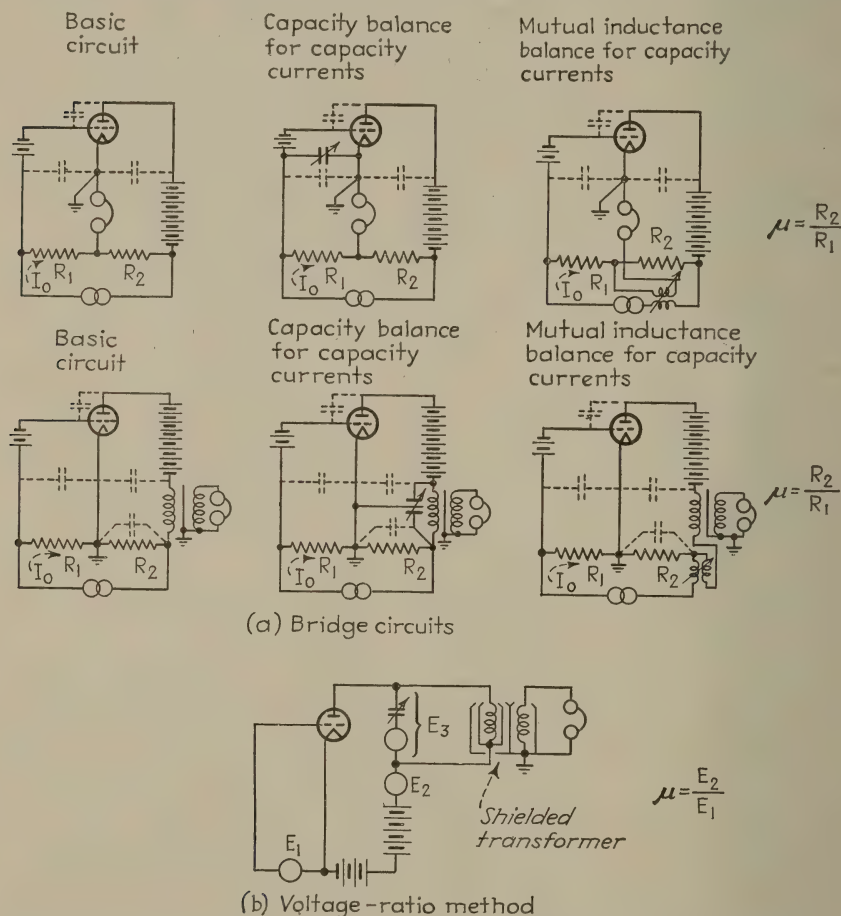 Basic
circuit
Capacity balance
for capacity
currents
Mutual inductance
balance for capacity
currents
I₀ R₁ R₂
I₀ R₁ R₂
I₀ R₁ R₂
μ = R₂/R₁
Basic
circuit
Capacity balance
for capacity
currents
Mutual inductance
balance for capacity
currents
I₀ R₁ R₂
I₀ R₁ R₂
I₀ R₁ R₂
μ = R₂/R₁
(a) Bridge circuits
E₃
E₂
E₁
Shielded
transformer
μ = E₂/E₁
(b) Voltage-ratio method